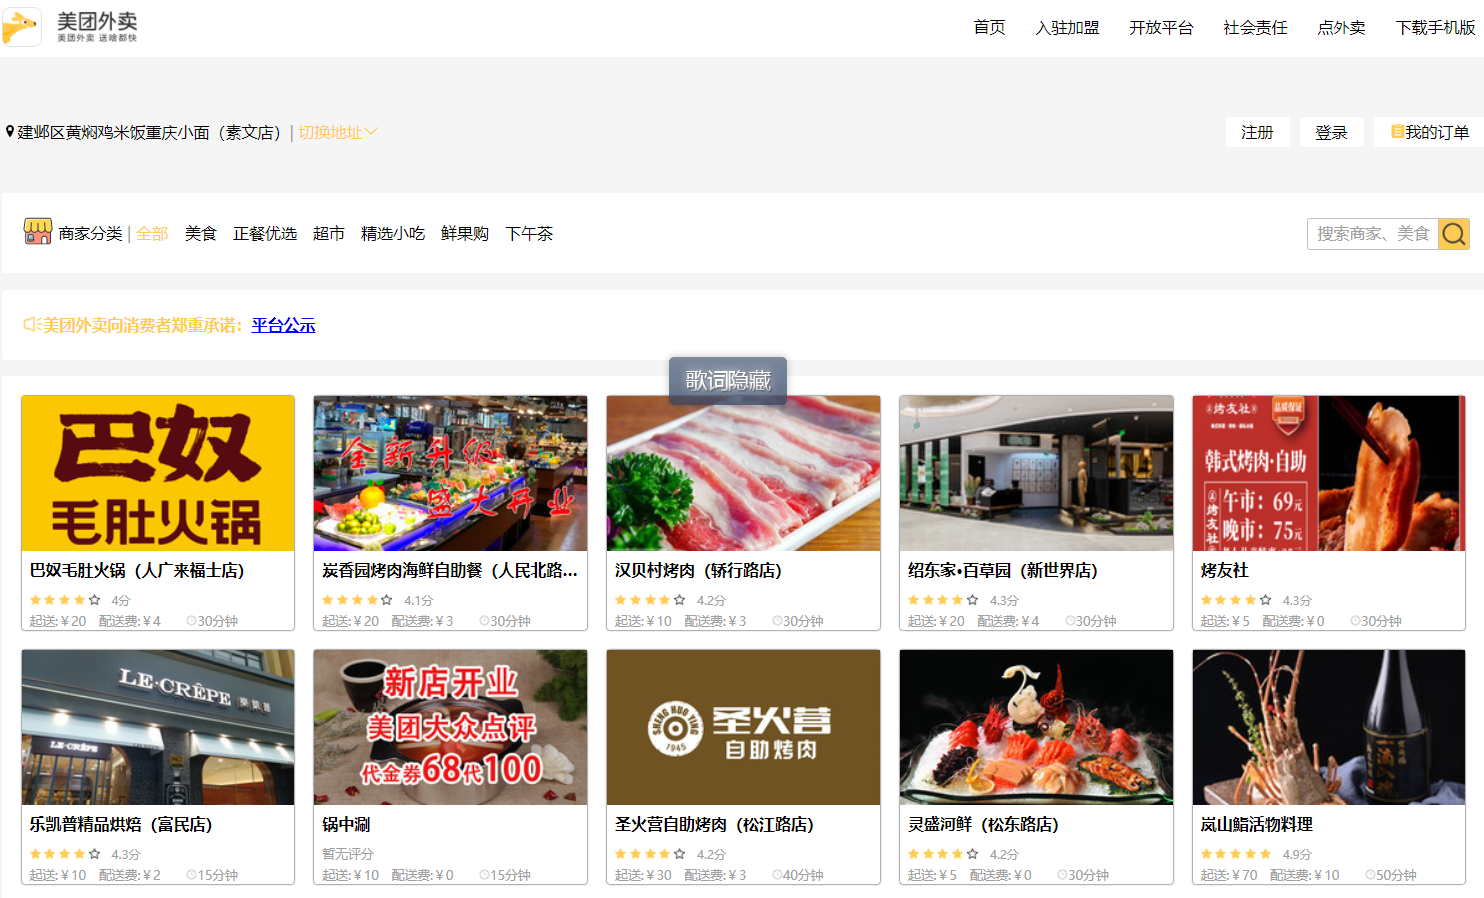 美团外卖
美团外卖 送啥都快
首页 入驻加盟 开放平台 社会责任 点外卖 下载手机版
建邺区黄焖鸡米饭重庆小面（素文店）| 切换地址
注册 登录 我的订单
商家分类 | 全部 美食 正餐优选 超市 精选小吃 鲜果购 下午茶
搜索商家、美食
美团外卖向消费者郑重承诺：平台公示
歌词隐藏
巴奴
毛肚火锅
全新升级
盛大开业
烤友社
品质保证
韩式烤肉·自助
烤友社
午市：69元
晚市：75元
巴奴毛肚火锅（人广来福士店）
4分
起送:￥20 配送费:￥4 30分钟
炭香园烤肉海鲜自助餐（人民北路...
4.1分
起送:￥20 配送费:￥3 30分钟
汉贝村烤肉（轿行路店）
4.2分
起送:￥10 配送费:￥3 30分钟
绍东家•百草园（新世界店）
4.3分
起送:￥20 配送费:￥4 30分钟
烤友社
4.3分
起送:￥5 配送费:￥0 30分钟
LE·CRÊPE 乐凯普
LE·CRÊPE
新店开业
美团大众点评
代金券68代100
SHENG HUO YING
1945
圣火营
自助烤肉
乐凯普精品烘焙（富民店）
4.3分
起送:￥10 配送费:￥2 15分钟
锅中涮
暂无评分
起送:￥10 配送费:￥0 15分钟
圣火营自助烤肉（松江路店）
4.2分
起送:￥30 配送费:￥3 40分钟
灵盛河鲜（松东路店）
4.2分
起送:￥5 配送费:￥0 30分钟
岚山鮨活物料理
4.9分
起送:￥70 配送费:￥10 50分钟